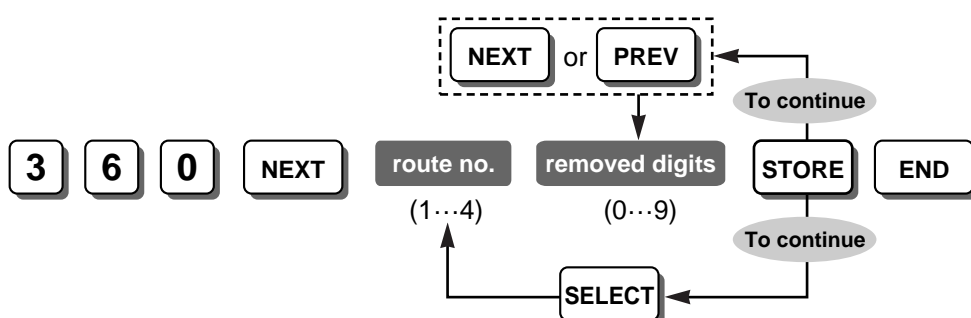 NEXT or PREV
To continue
3 6 0 NEXT route no. removed digits STORE END
(1···4) (0···9)
To continue
SELECT